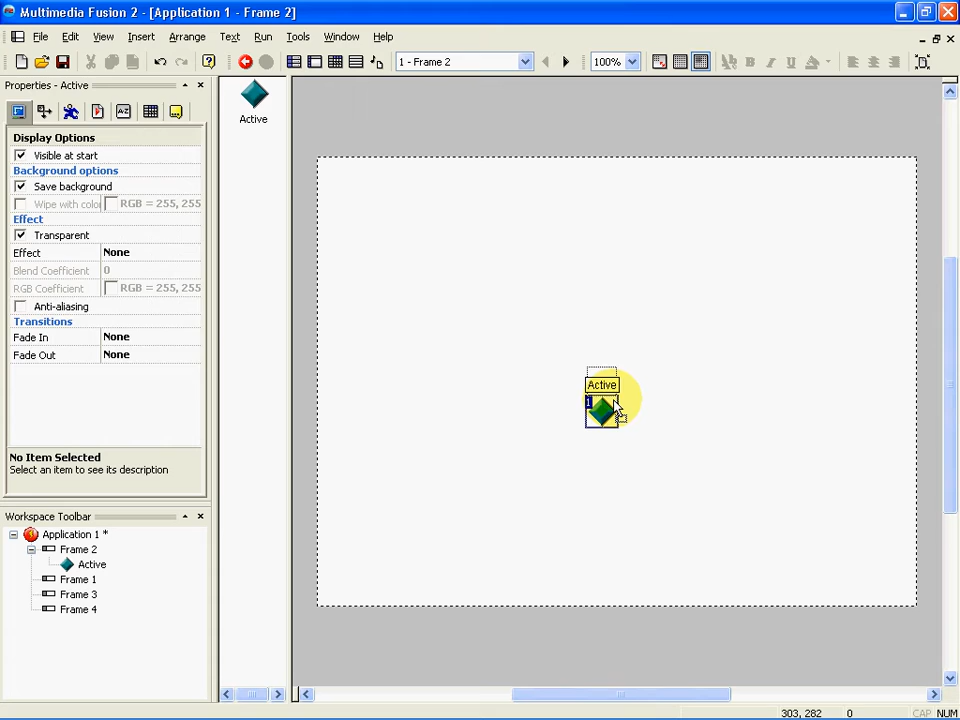 Multimedia Fusion 2 - [Application 1 - Frame 2]
File Edit View Insert Arrange Text Run Tools Window Help
1 - Frame 2
100%
Properties - Active
Display Options
Visible at start
Background options
Save background
Wipe with color RGB = 255, 255
Effect
Transparent
Effect None
Blend Coefficient 0
RGB Coefficient RGB = 255, 255
Anti-aliasing
Transitions
Fade In None
Fade Out None
No Item Selected
Select an item to see its description
Workspace Toolbar
Application 1 *
Frame 2
Active
Frame 1
Frame 3
Frame 4
Active
Active
1
303, 282 0 CAP NUM